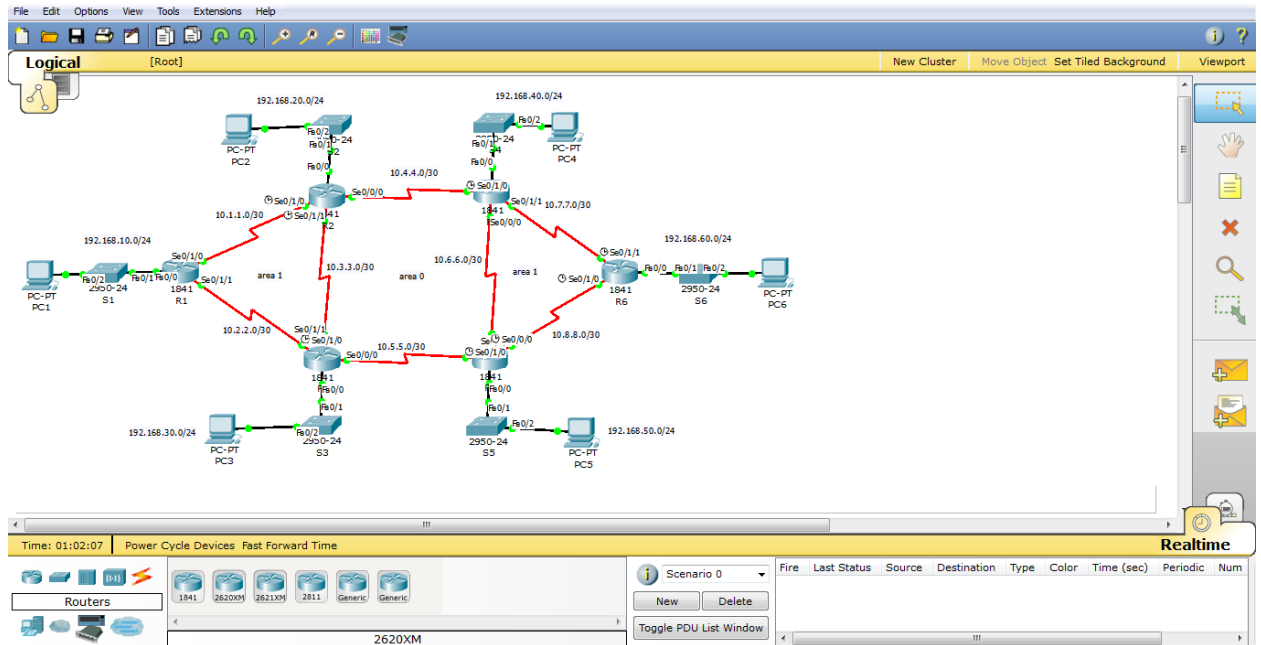 File Edit Options View Tools Extensions Help
Logical
[Root]
New Cluster
Move Object
Set Tiled Background
Viewport
192.168.20.0/24
192.168.40.0/24
PC-PT
PC2
Fa0/2
Fa0/1
Fa0/0
Fa0/2
Fa0/1
Fa0/0
PC-PT
PC4
10.4.4.0/30
Se0/1/0
Se0/0/0
Se0/1/0
Se0/1/1
R2
1841
Se0/1/1
10.7.7.0/30
Se0/0/0
10.1.1.0/30
192.168.10.0/24
192.168.60.0/24
Se0/1/0
area 1
10.3.3.0/30
area 0
10.6.6.0/30
area 1
Se0/1/1
Se0/1/0
PC-PT
PC1
Fa0/2
2950-24
S1
Fa0/1
Fa0/0
1841
R1
Se0/1/1
1841
R6
Fa0/0
Fa0/1
Fa0/2
2950-24
S6
PC-PT
PC6
10.2.2.0/30
Se0/1/1
Se0/1/0
Se0/0/0
10.5.5.0/30
Se0/0/0
Se0/1/0
10.8.8.0/30
1841
Fa0/0
Fa0/1
1841
Fa0/0
Fa0/1
192.168.30.0/24
PC-PT
PC3
Fa0/2
2950-24
S3
2950-24
S5
Fa0/2
PC-PT
PC5
192.168.50.0/24
Time: 01:02:07
Power Cycle Devices Fast Forward Time
Realtime
Routers
1841
2620XM
2621XM
2811
Generic
Generic
2620XM
Scenario 0
New
Delete
Toggle PDU List Window
Fire Last Status Source Destination Type Color Time (sec) Periodic Num